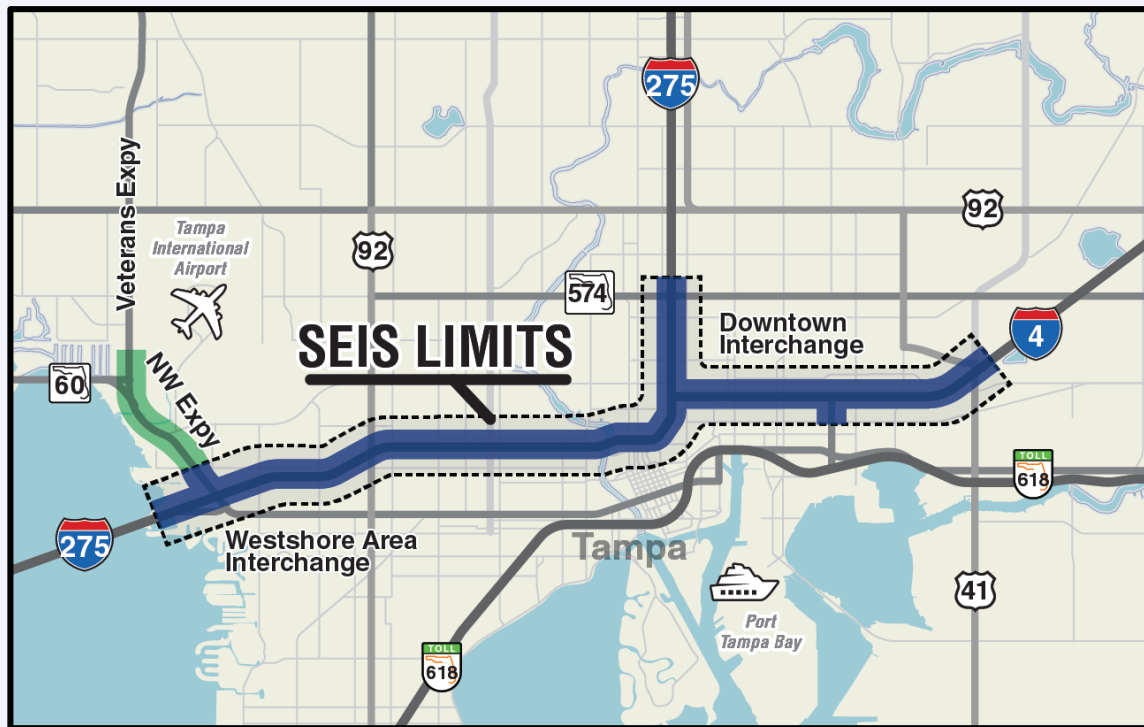 275
Veterans Expy
Tampa
International
Airport
92
92
574
SEIS LIMITS
Downtown
Interchange
4
60
NW Expy
TOLL
618
275
Westshore Area
Interchange
Tampa
41
Port
Tampa Bay
TOLL
618